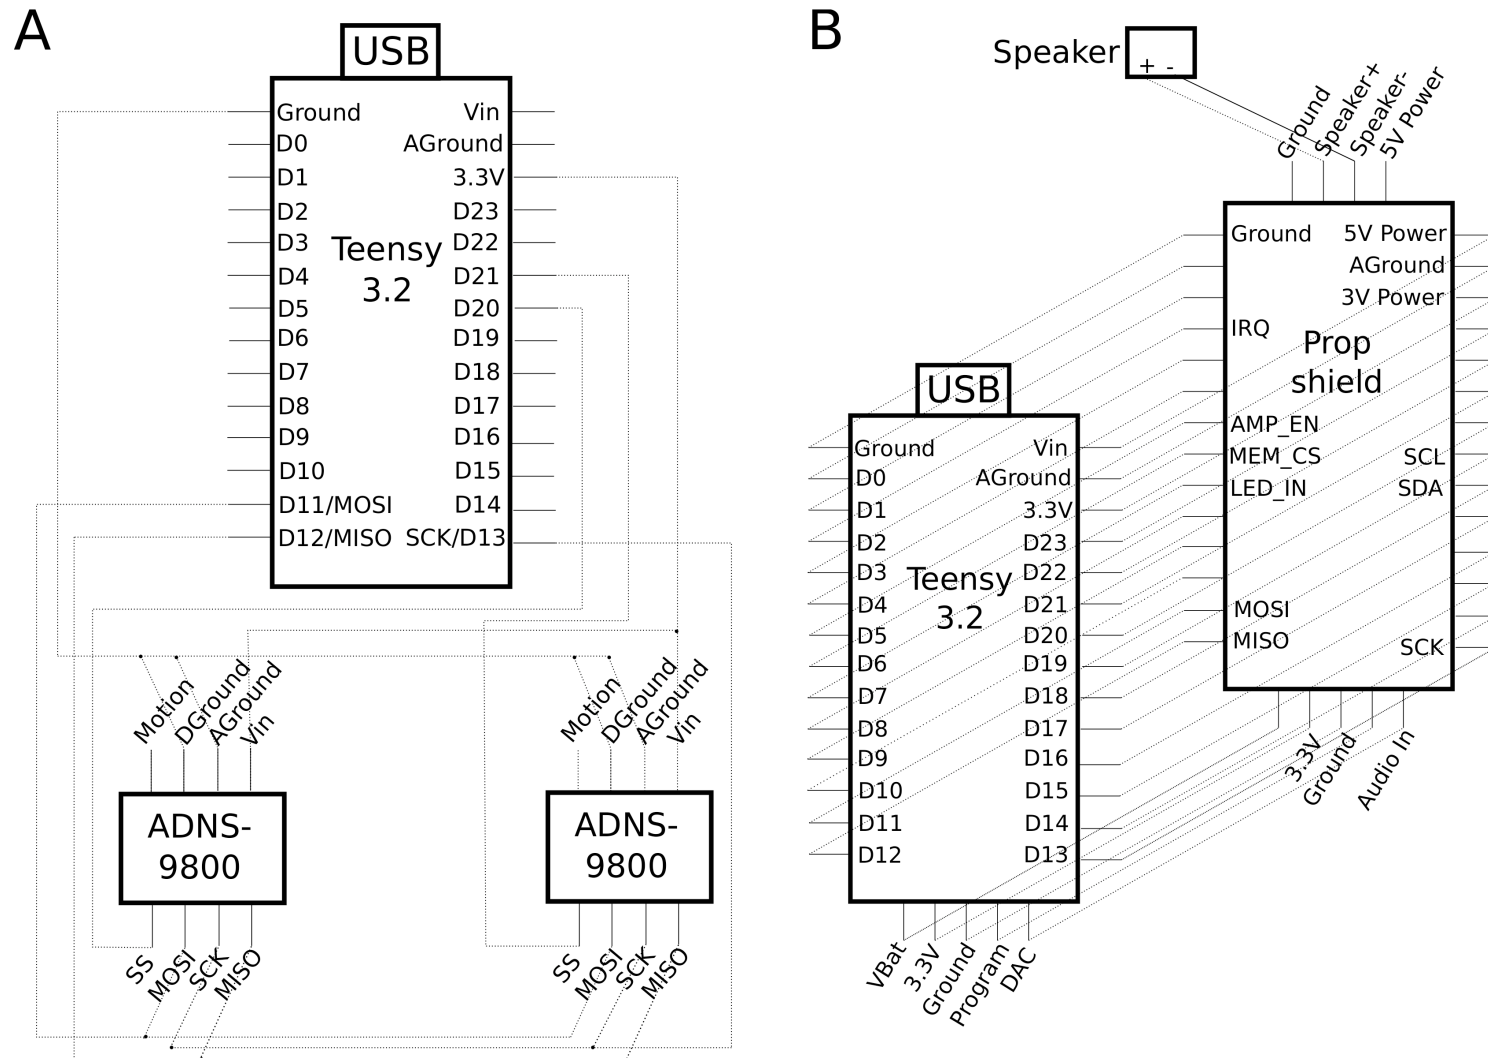 A
USB
Ground Vin
D0 AGround
D1 3.3V
D2 D23
D3 Teensy D22
D4 3.2 D21
D5 D20
D6 D19
D7 D18
D8 D17
D9 D16
D10 D15
D11/MOSI D14
D12/MISO SCK/D13
Motion DGround AGround Vin
ADNS-
9800
SS MOSI SCK MISO
Motion DGround AGround Vin
ADNS-
9800
SS MOSI SCK MISO
B
Speaker + -
Ground Speaker+ Speaker- 5V Power
Ground 5V Power
AGround
3V Power
IRQ
Prop
shield
AMP_EN
MEM_CS SCL
LED_IN SDA
MOSI
MISO SCK
3.3V Ground Audio In
USB
Ground Vin
D0 AGround
D1 3.3V
D2 D23
D3 Teensy D22
D4 3.2 D21
D5 D20
D6 D19
D7 D18
D8 D17
D9 D16
D10 D15
D11 D14
D12 D13
VBat 3.3V Ground Program DAC